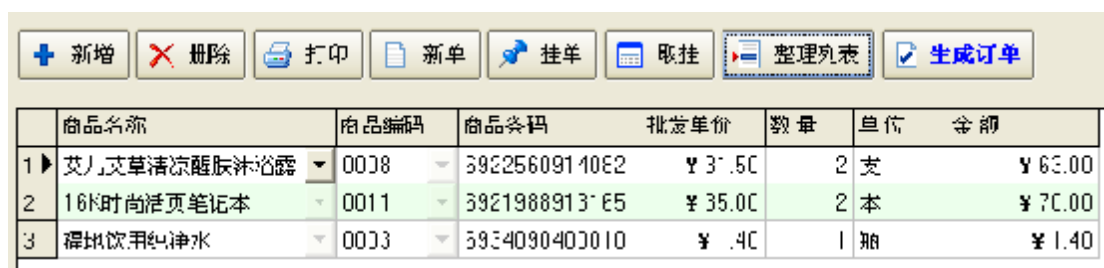 新增 删除 打印 新单 挂单 取挂 整理列表 生成订单
商品名称 商品编码 商品条码 批发单价 数量 单位 金额
1 艾儿艾草清凉醒肤沐浴露 0008 6922560914082 ¥31.50 2 支 ¥63.00
2 16K时尚活页笔记本 0011 6921988913165 ¥35.00 2 本 ¥70.00
3 0003 ¥1.40 1 瓶 ¥1.40